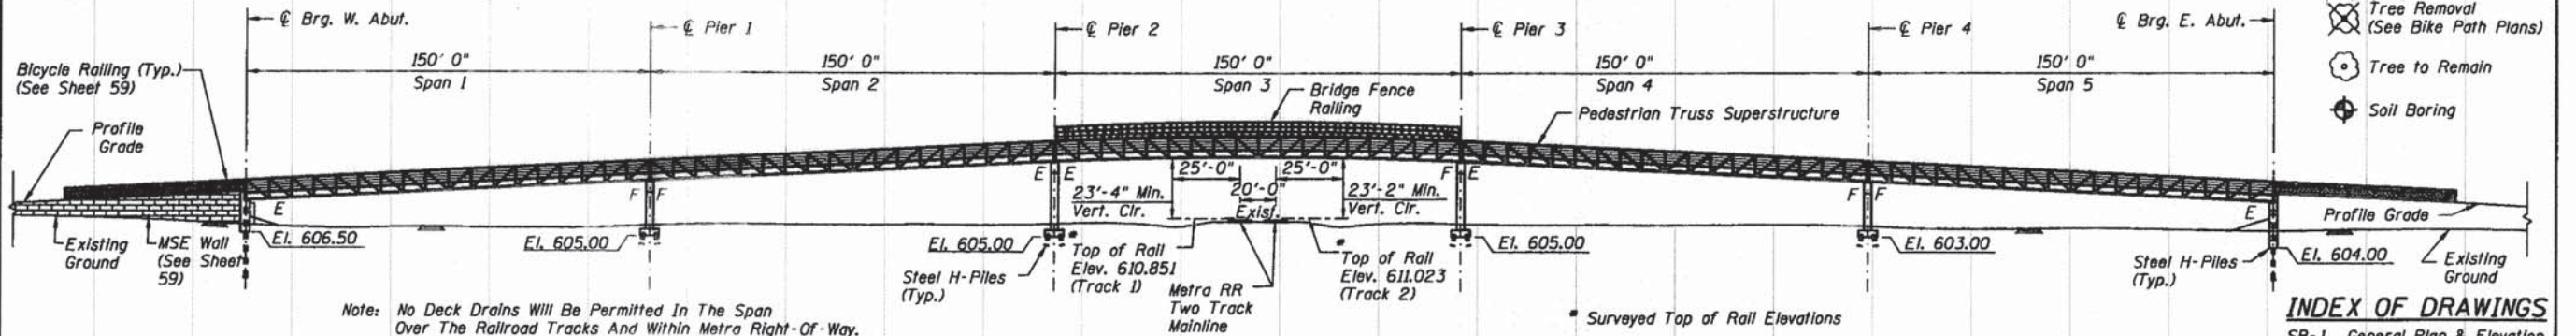 ℄ Brg. W. Abut.
℄ Pier 1
℄ Pier 2
℄ Pier 3
℄ Pier 4
℄ Brg. E. Abut.
Tree Removal
(See Bike Path Plans)
Tree to Remain
Soil Boring
150' 0"
Span 1
150' 0"
Span 2
150' 0"
Span 3
150' 0"
Span 4
150' 0"
Span 5
Bicycle Railing (Typ.)
(See Sheet 59)
Profile
Grade
Bridge Fence
Railing
Pedestrian Truss Superstructure
E
F F
E E
F E
F F
E
25'-0"
25'-0"
20'-0"
Exist.
23'-4" Min.
Vert. Clr.
23'-2" Min.
Vert. Clr.
Profile Grade
Existing
Ground
MSE Wall
(See Sheet
59)
El. 606.50
El. 605.00
El. 605.00
El. 605.00
El. 603.00
El. 604.00
Steel H-Piles
(Typ.)
* Top of Rail
Elev. 610.851
(Track 1)
Metra RR
Two Track
Mainline
* Top of Rail
Elev. 611.023
(Track 2)
Steel H-Piles
(Typ.)
Existing
Ground
Note: No Deck Drains Will Be Permitted In The Span
Over The Railroad Tracks And Within Metra Right-Of-Way.
* Surveyed Top of Rail Elevations
INDEX OF DRAWINGS
SB-1 General Plan & Elevation